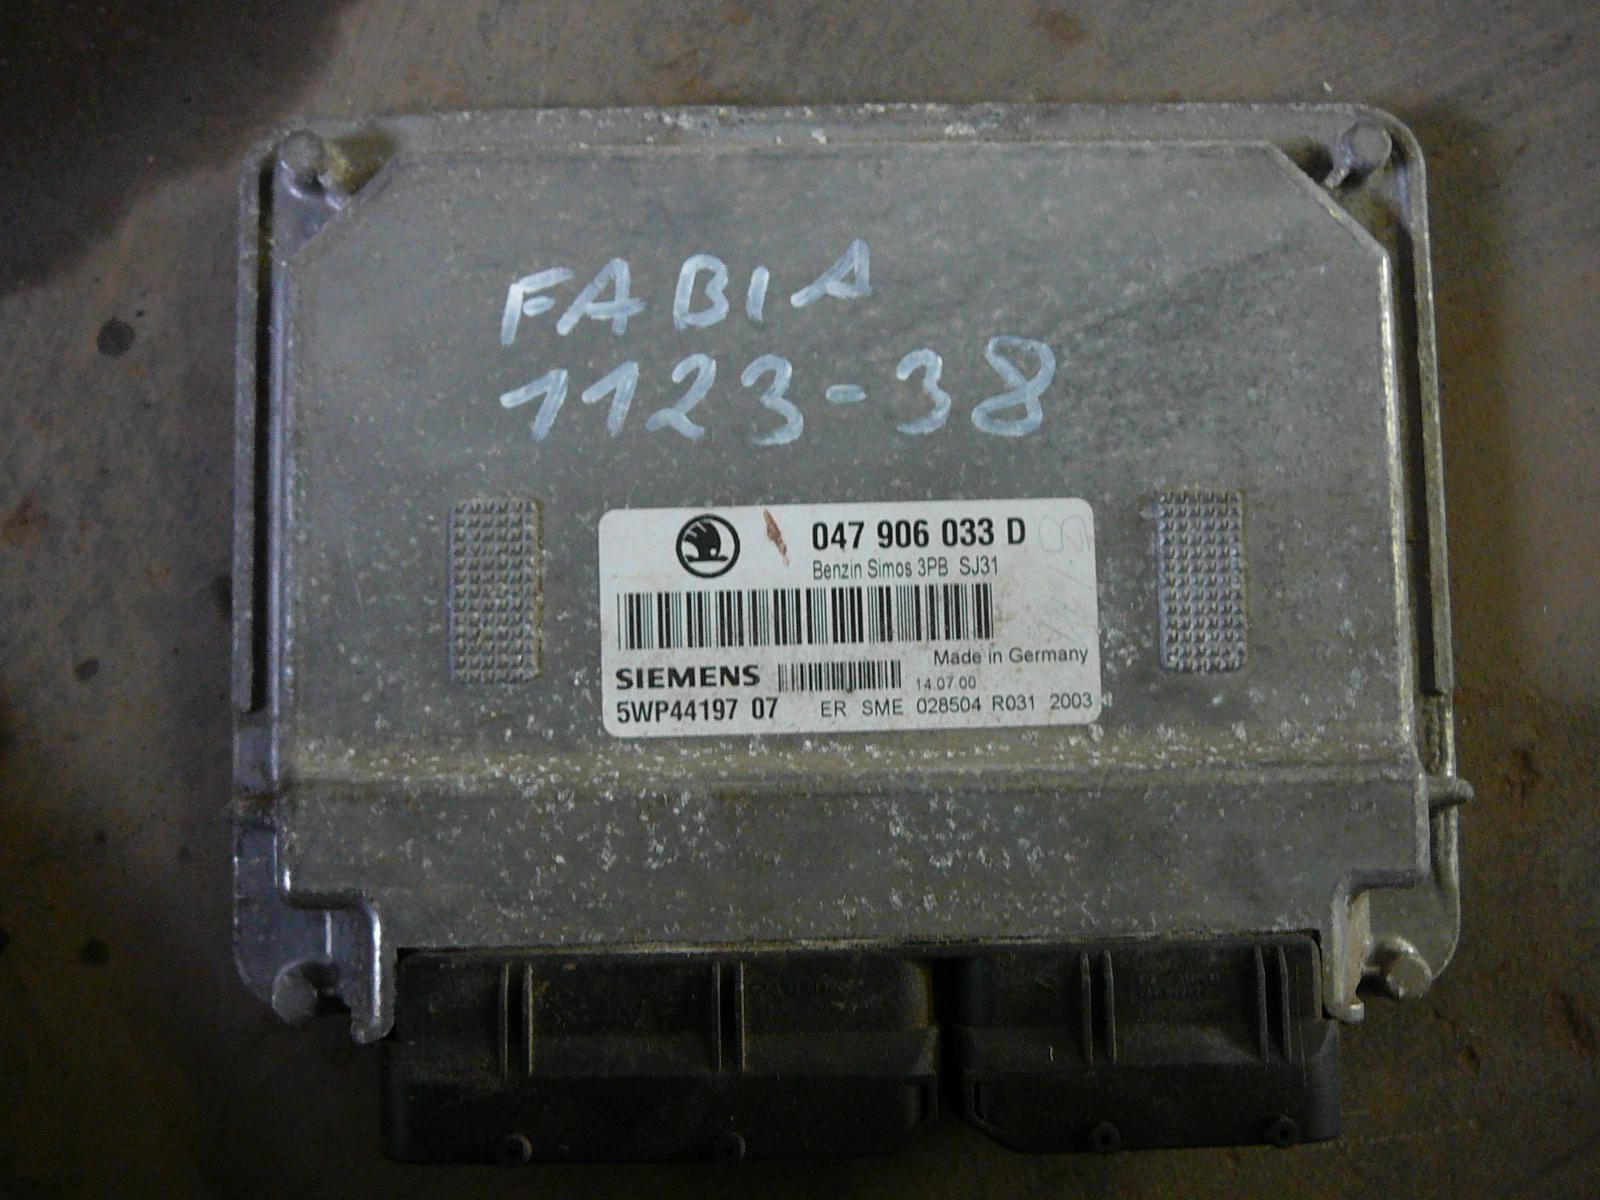 FABIA
1123-38
047 906 033 D
Benzin Simos 3PB SJ31
Made in Germany
SIEMENS
14.07.00
5WP44197 07 ER SME 028504 R031 2003